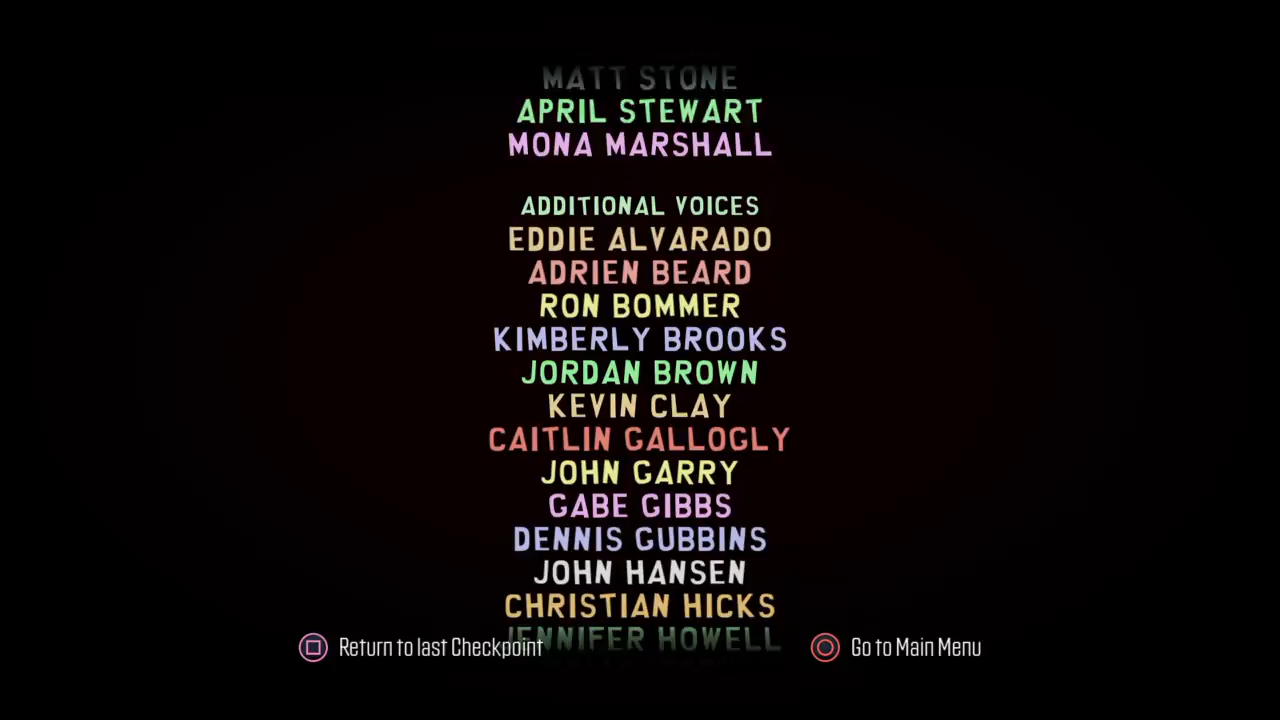 MATT STONE
APRIL STEWART
MONA MARSHALL
ADDITIONAL VOICES
EDDIE ALVARADO
ADRIEN BEARD
RON BOMMER
KIMBERLY BROOKS
JORDAN BROWN
KEVIN CLAY
CAITLIN GALLOGLY
JOHN GARRY
GABE GIBBS
DENNIS GUBBINS
JOHN HANSEN
CHRISTIAN HICKS
JENNIFER HOWELL
Return to last Checkpoint
Go to Main Menu